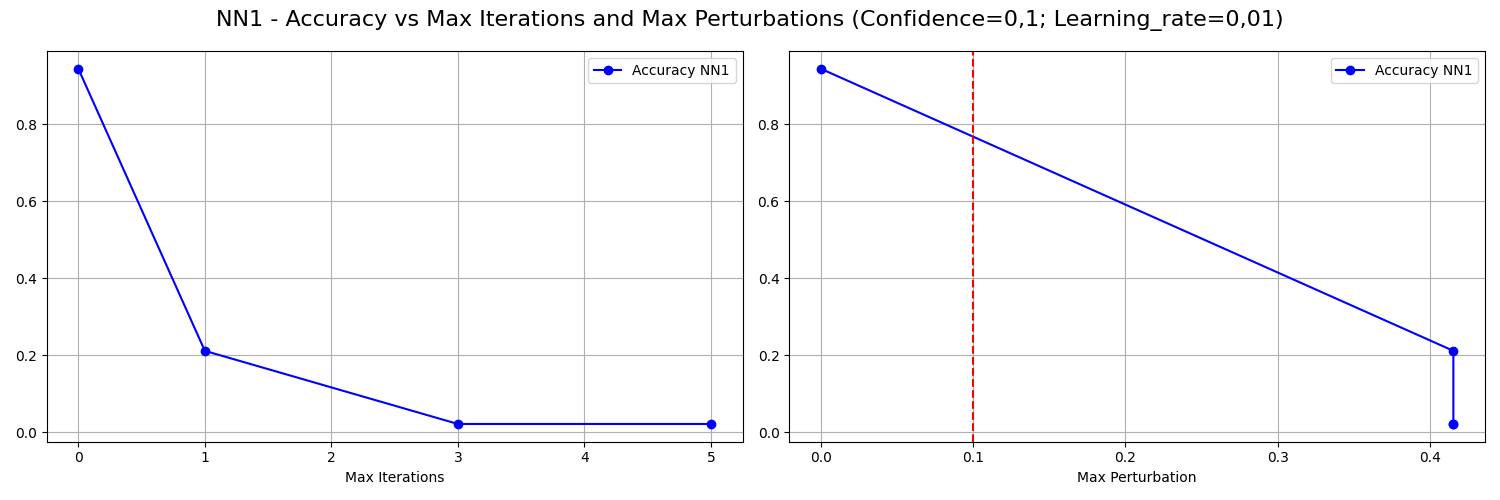 NN1 - Accuracy vs Max Iterations and Max Perturbations (Confidence=0,1; Learning_rate=0,01)
Accuracy NN1
0.8
0.6
0.4
0.2
0.0
0 1 2 3 4 5
Max Iterations
Accuracy NN1
0.8
0.6
0.4
0.2
0.0
0.0 0.1 0.2 0.3 0.4
Max Perturbation